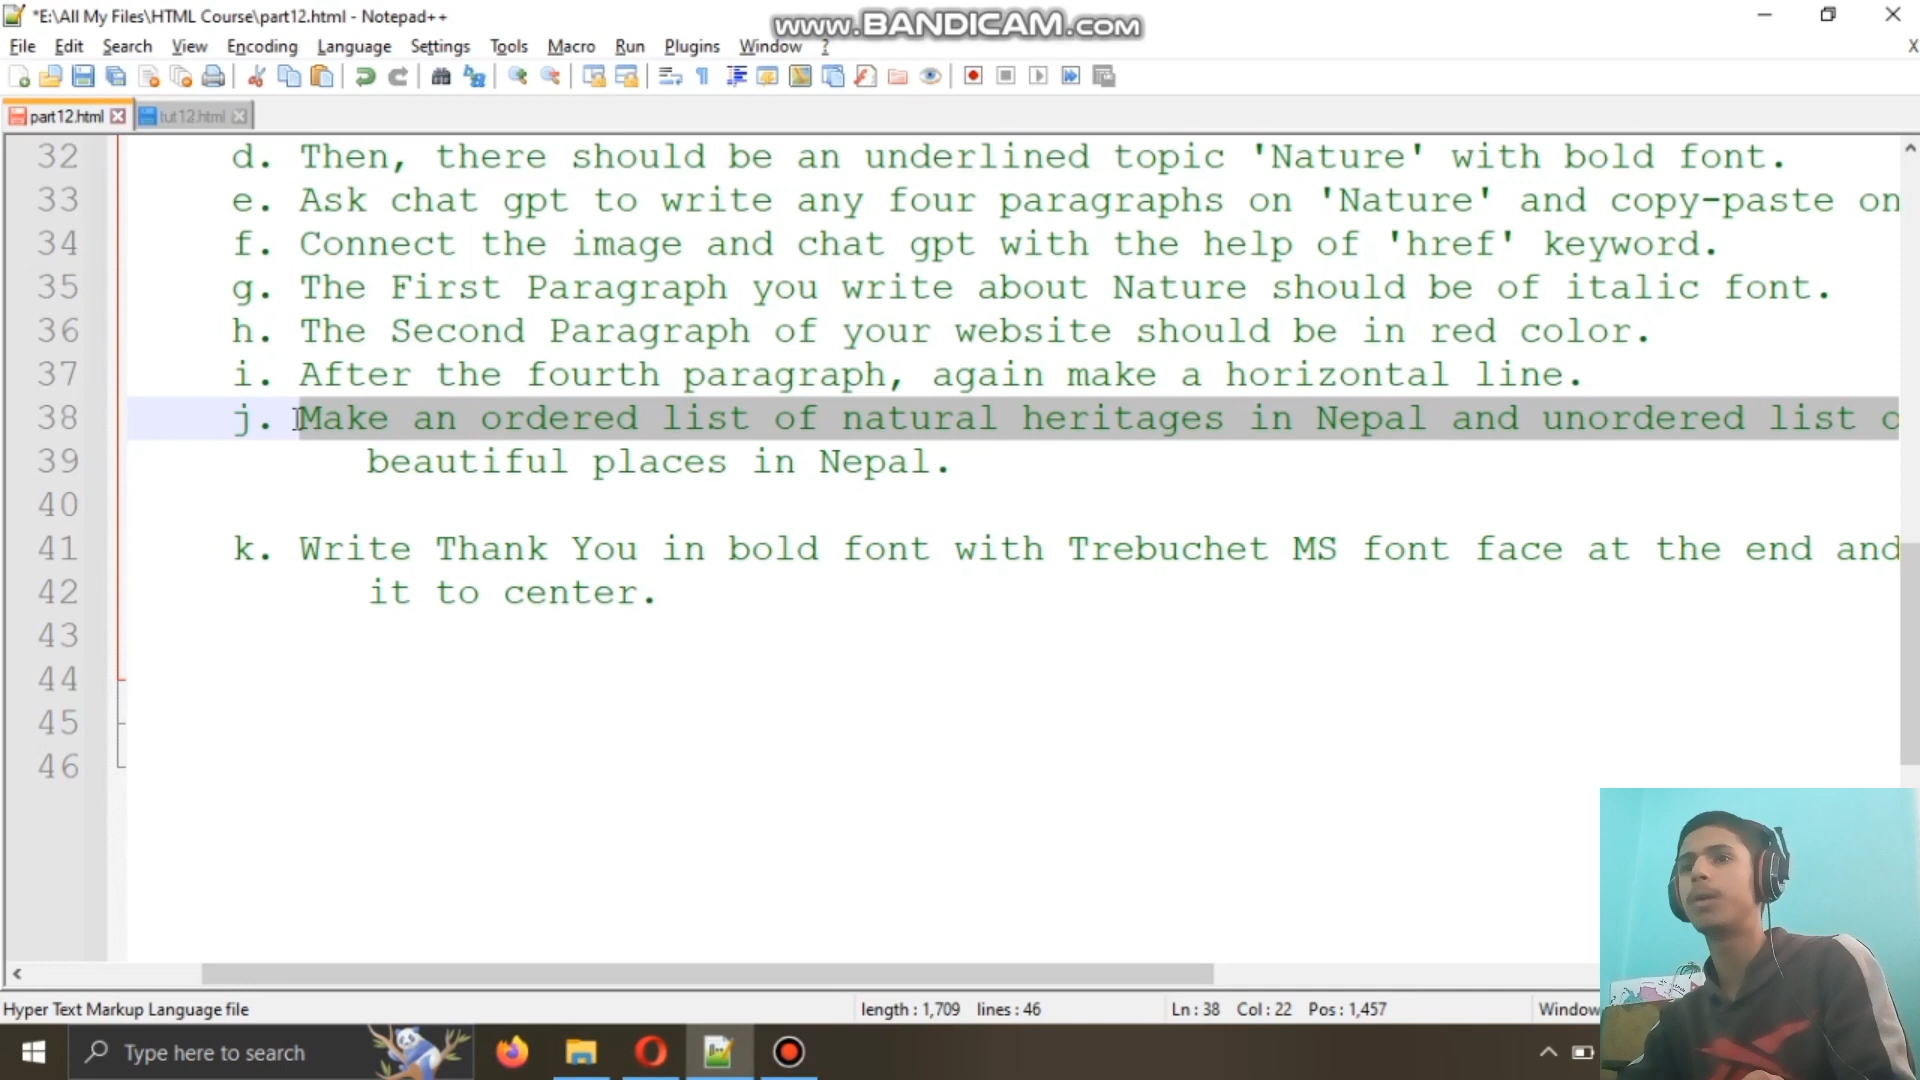 *E:\All My Files\HTML Course\part12.html - Notepad++
www.BANDICAM.com
File Edit Search View Encoding Language Settings Tools Macro Run Plugins Window ?
X
part12.html tut12.html
32 d. Then, there should be an underlined topic 'Nature' with bold font.
33 e. Ask chat gpt to write any four paragraphs on 'Nature' and copy-paste on
34 f. Connect the image and chat gpt with the help of 'href' keyword.
35 g. The First Paragraph you write about Nature should be of italic font.
36 h. The Second Paragraph of your website should be in red color.
37 i. After the fourth paragraph, again make a horizontal line.
38 j. Make an ordered list of natural heritages in Nepal and unordered list
39 beautiful places in Nepal.
40
41 k. Write Thank You in bold font with Trebuchet MS font face at the end and
42 it to center.
43
44
45
46
Hyper Text Markup Language file length : 1,709 lines : 46 Ln : 38 Col : 22 Pos : 1,457 Window
Type here to search